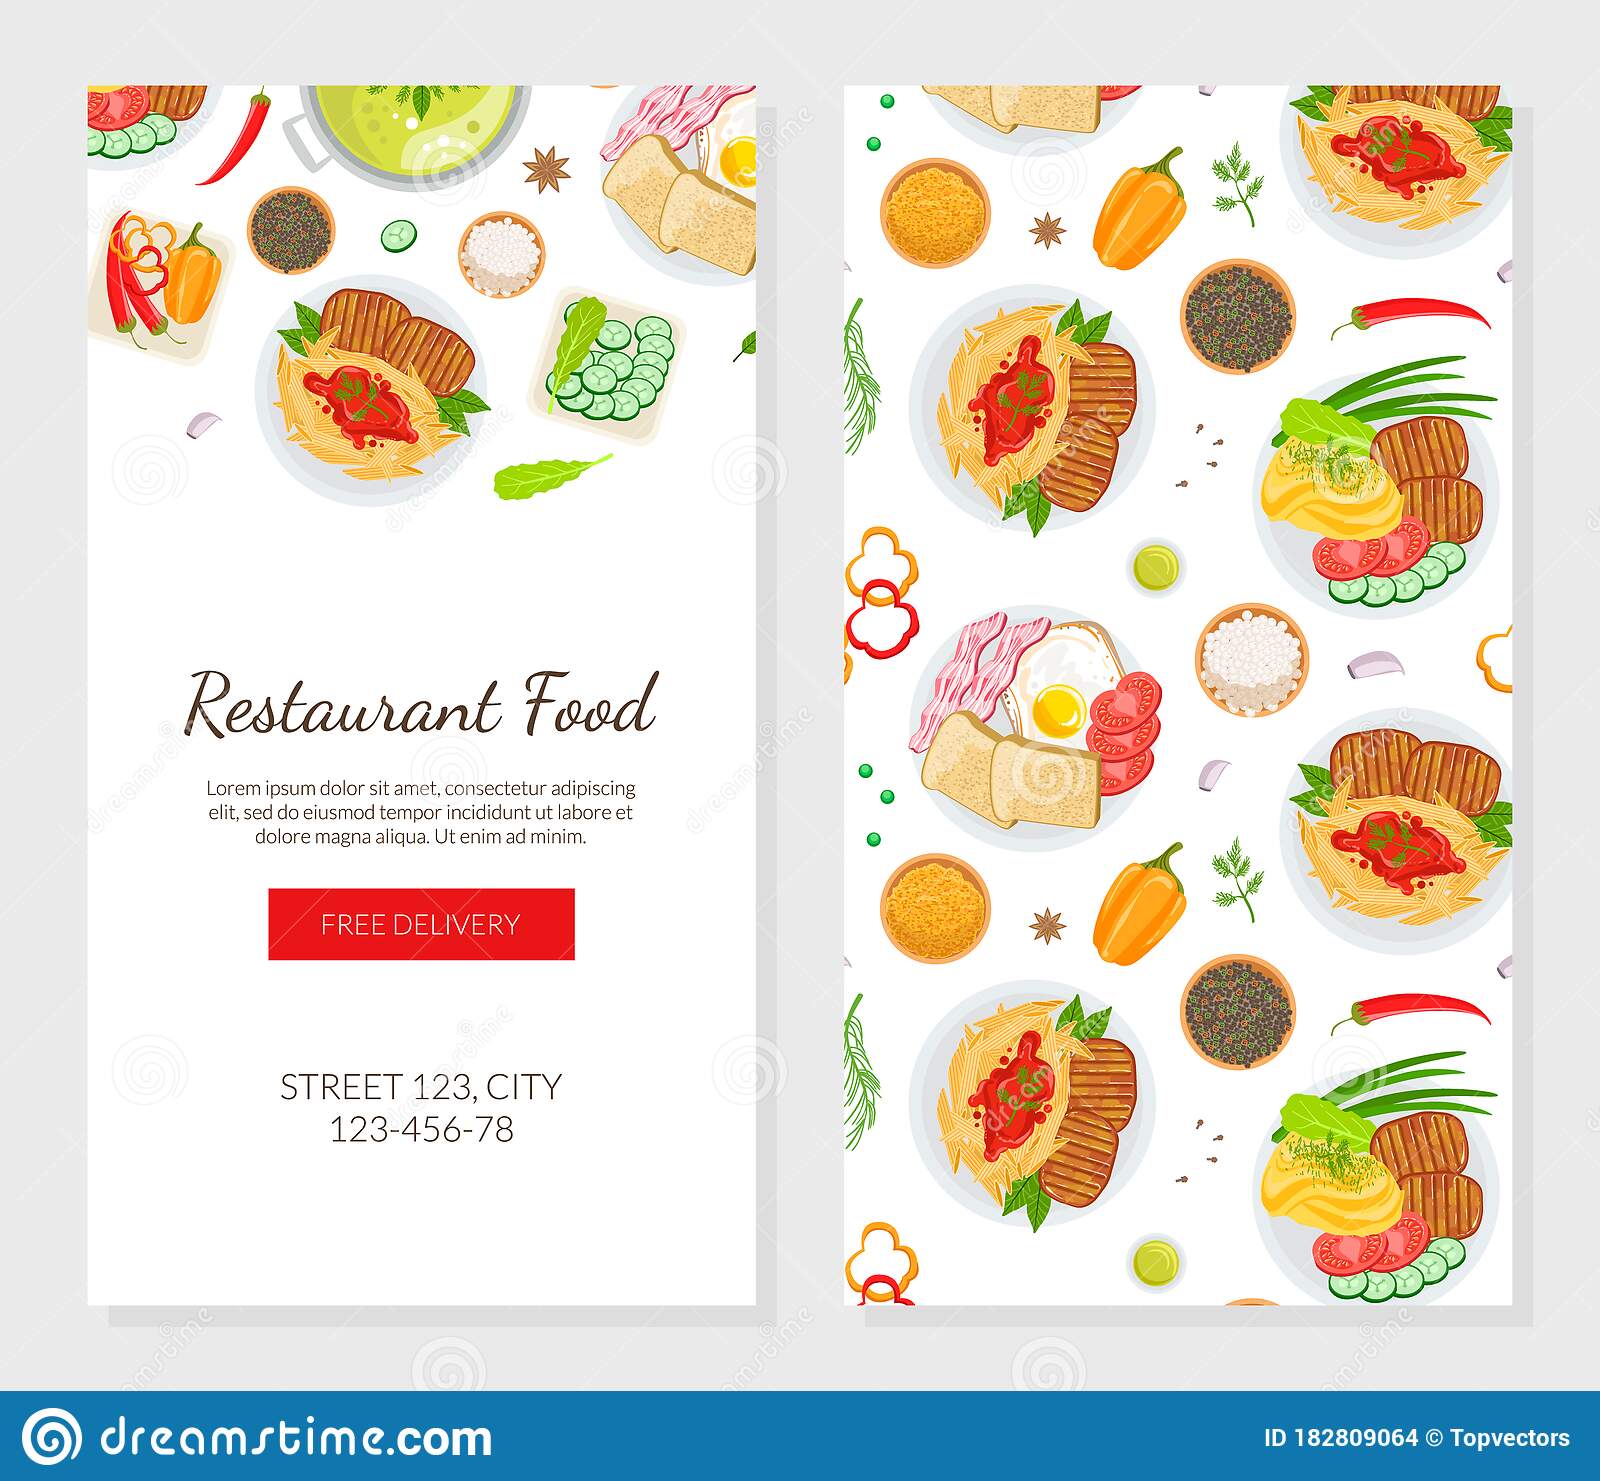 Restaurant Food
Lorem ipsum dolor sit amet, consectetur adipiscing
elit, sed do eiusmod tempor incididunt ut labore et
dolore magna aliqua. Ut enim ad minim.
FREE DELIVERY
STREET 123, CITY
123-456-78
dreamstime.com
ID 182809064 © Topvectors